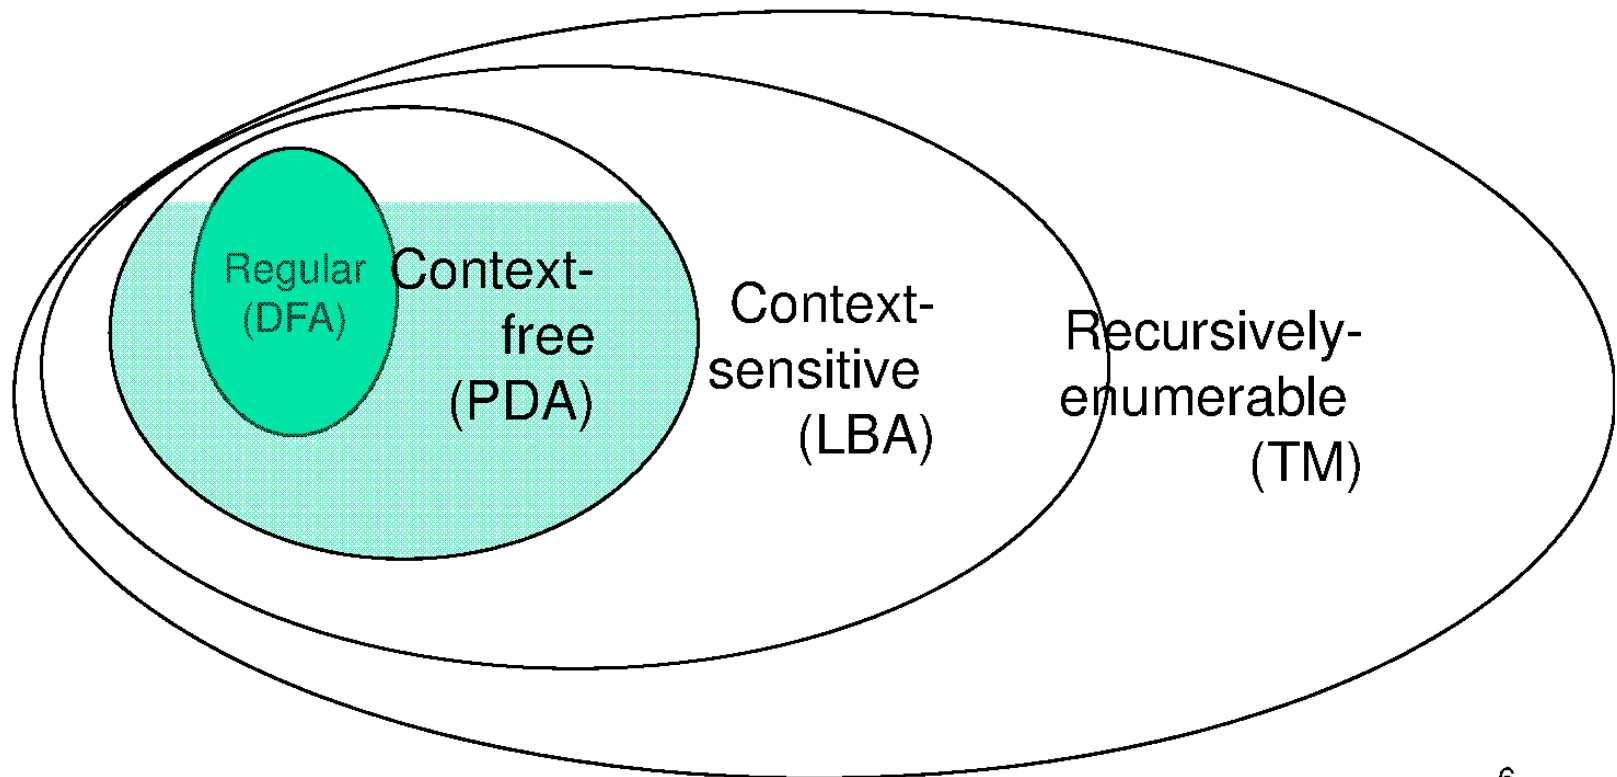 Regular
(DFA)
Context-
free
(PDA)
Context-
sensitive
(LBA)
Recursively-
enumerable
(TM)
6